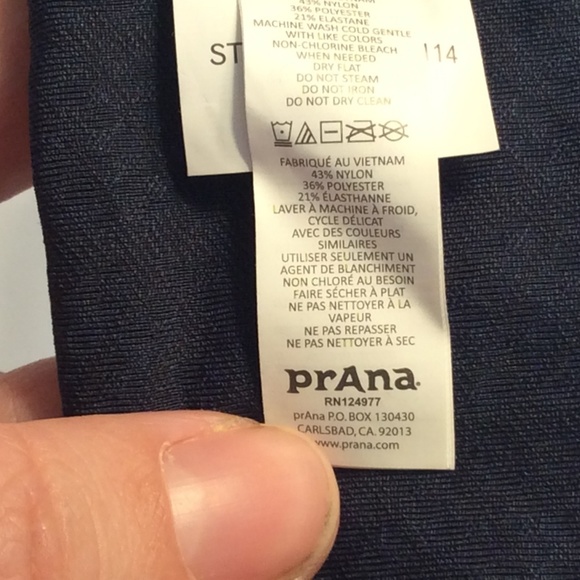 43% NYLON
36% POLYESTER
21% ELASTANE
MACHINE WASH COLD GENTLE
WITH LIKE COLORS
NON-CHLORINE BLEACH
WHEN NEEDED
DRY FLAT
DO NOT STEAM
DO NOT IRON
DO NOT DRY CLEAN
ST
114
FABRIQUÉ AU VIETNAM
43% NYLON
36% POLYESTER
21% ÉLASTHANNE
LAVER À MACHINE À FROID,
CYCLE DÉLICAT
AVEC DES COULEURS
SIMILAIRES
UTILISER SEULEMENT UN
AGENT DE BLANCHIMENT
NON CHLORÉ AU BESOIN
FAIRE SÉCHER À PLAT
NE PAS NETTOYER À LA
VAPEUR
NE PAS REPASSER
NE PAS NETTOYER À SEC
prAna
RN124977
prAna P.O. BOX 130430
CARLSBAD, CA. 92013
www.prana.com